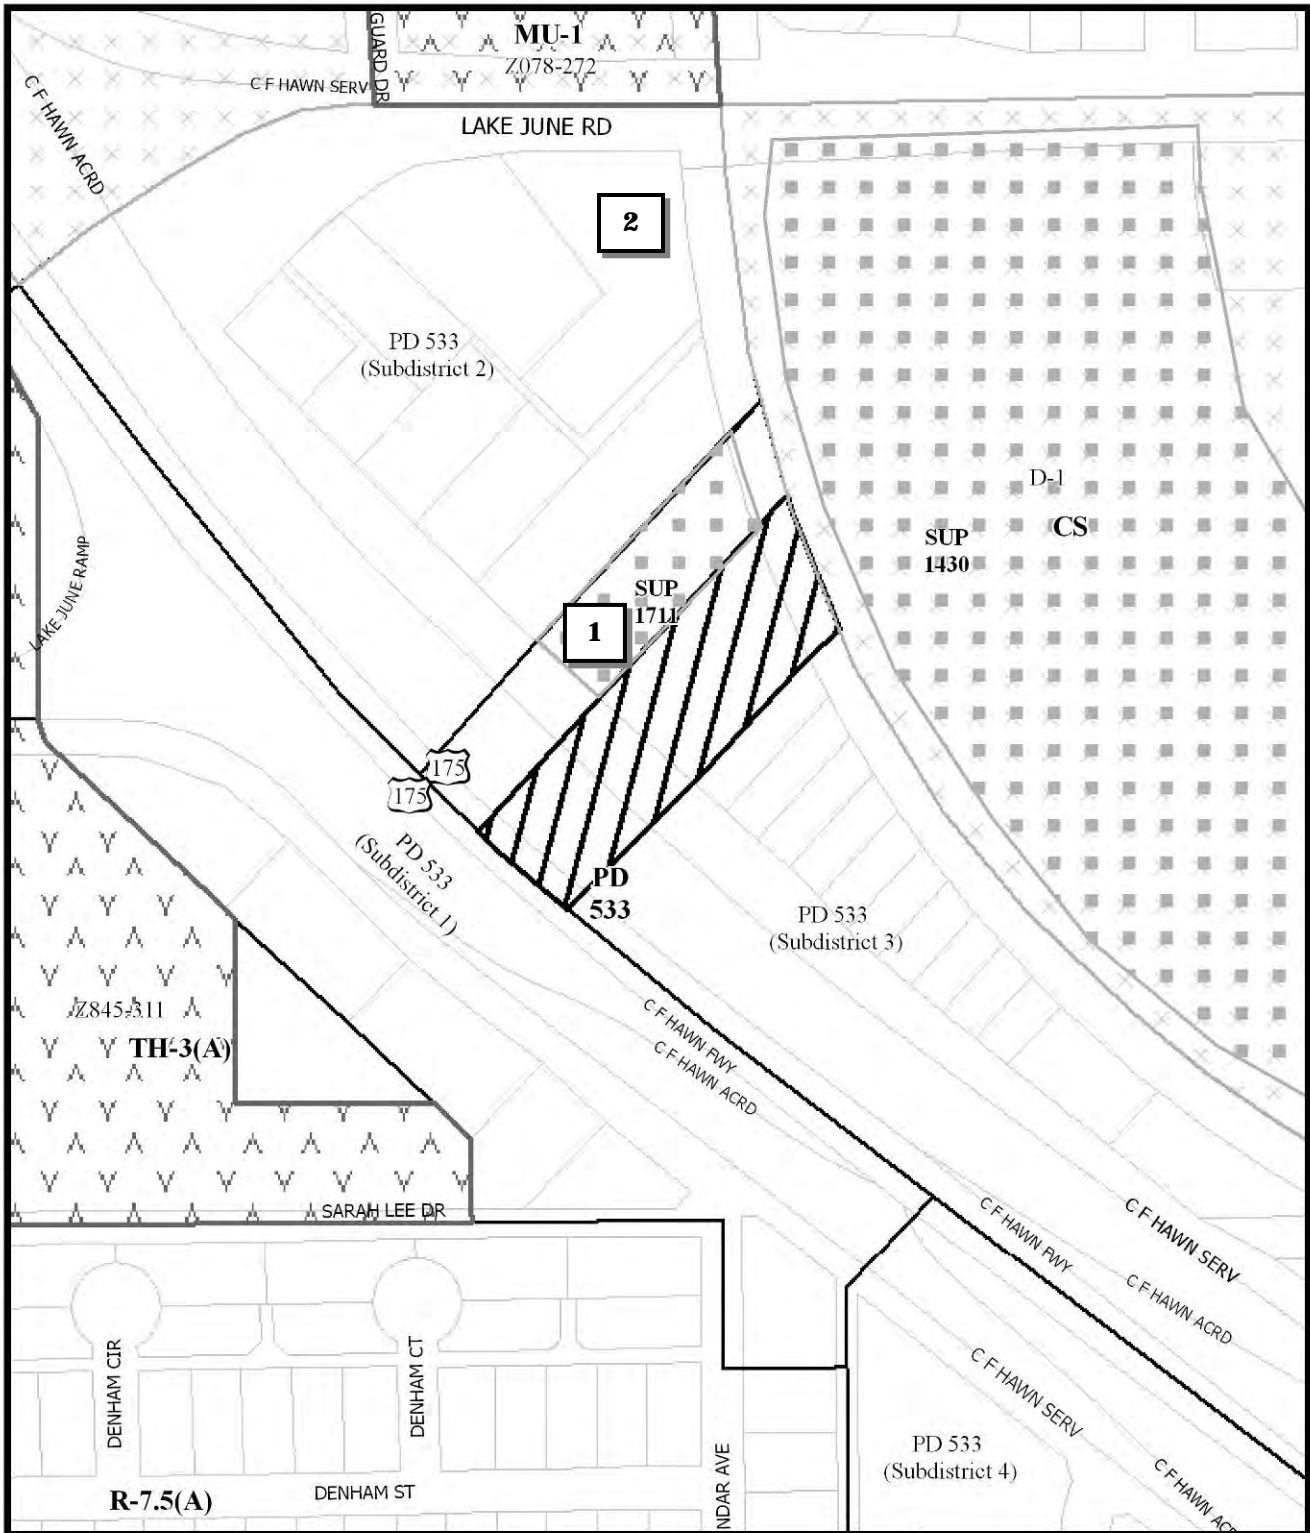 GUARD DR
MU-1
Z078-272
C F HAWN SERV
C F HAWN ACRD
LAKE JUNE RD
2
PD 533
(Subdistrict 2)
D-1
CS
SUP
1430
LAKE JUNE RAMP
SUP
1711
1
175
175
PD 533
(Subdistrict 1)
PD
533
PD 533
(Subdistrict 3)
Z845-311
TH-3(A)
C F HAWN FWY
C F HAWN ACRD
SARAH LEE DR
C F HAWN FWY
C F HAWN SERV
C F HAWN ACRD
DENHAM CIR
DENHAM CT
C F HAWN SERV
PD 533
(Subdistrict 4)
C F HAWN ACR
NDAR AVE
R-7.5(A)
DENHAM ST